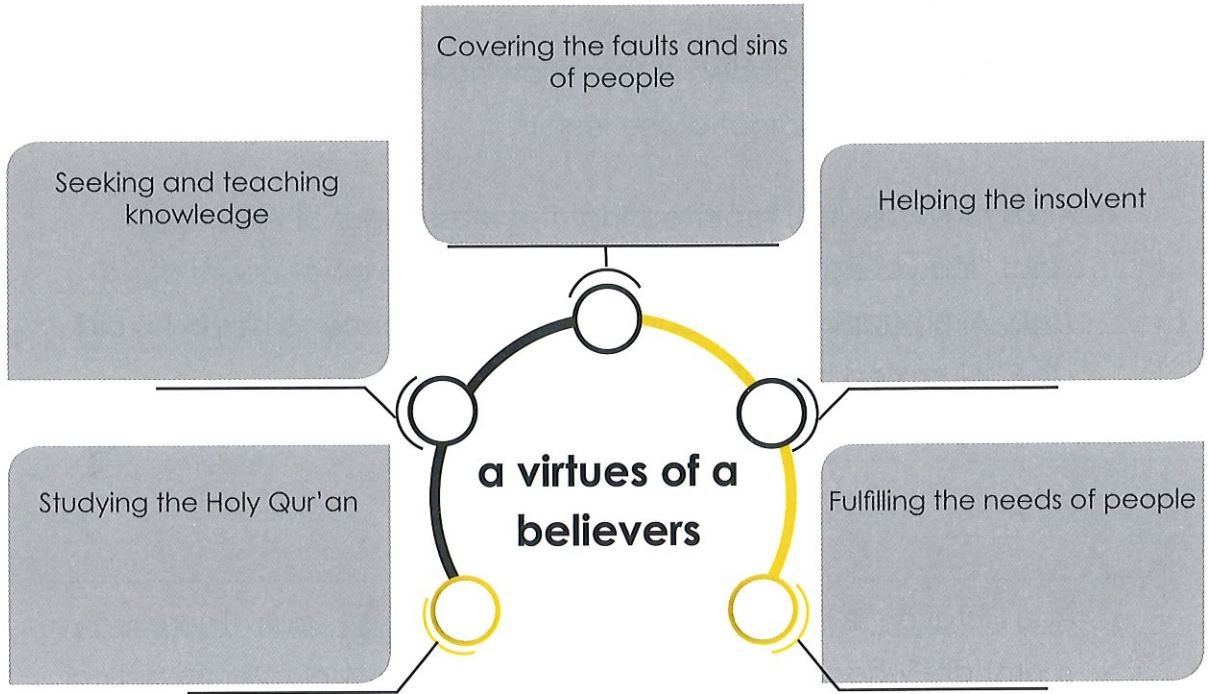 Covering the faults and sins
of people
Seeking and teaching
knowledge
Helping the insolvent
Studying the Holy Qur'an
Fulfilling the needs of people
a virtues of a
believers